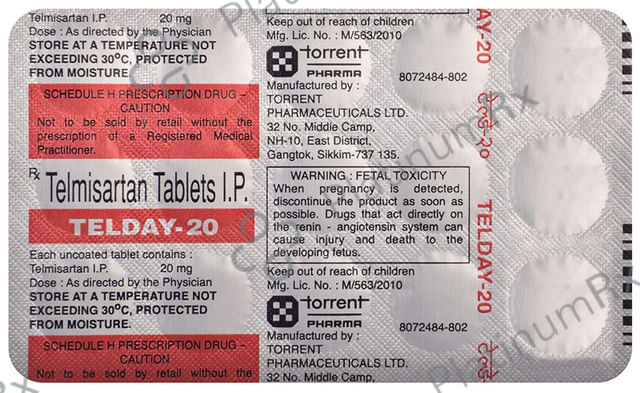 Telmisartan I.P. 20 mg
Dose : As directed by the Physician
STORE AT A TEMPERATURE NOT
EXCEEDING 30°C, PROTECTED
FROM MOISTURE.
SCHEDULE H PRESCRIPTION DRUG –
CAUTION
Not to be sold by retail without the
prescription of a Registered Medical
Practitioner.
Rx Telmisartan Tablets I.P.
TELDAY-20
Each uncoated tablet contains :
Telmisartan I.P. 20 mg
Dose : As directed by the Physician
STORE AT A TEMPERATURE NOT
EXCEEDING 30°C, PROTECTED
FROM MOISTURE.
SCHEDULE H PRESCRIPTION DRUG –
CAUTION
Not to be sold by retail without the
Keep out of reach of children
Mfg. Lic. No. : M/563/2010
torrent
PHARMA
8072484-802
Manufactured by :
TORRENT
PHARMACEUTICALS LTD.
32 No. Middle Camp,
NH-10, East District,
Gangtok, Sikkim-737 135.
WARNING : FETAL TOXICITY
When pregnancy is detected,
discontinue the product as soon as
possible. Drugs that act directly on
the renin - angiotensin system can
cause injury and death to the
developing fetus.
Keep out of reach of children
Mfg. Lic. No. : M/563/2010
torrent
PHARMA
8072484-802
Manufactured by :
TORRENT
PHARMACEUTICALS LTD.
32 No. Middle Camp,
DAY-20
टेलडे-२०
TELDAY-20
टेलडे
PlatinumRx
PlatinumRx